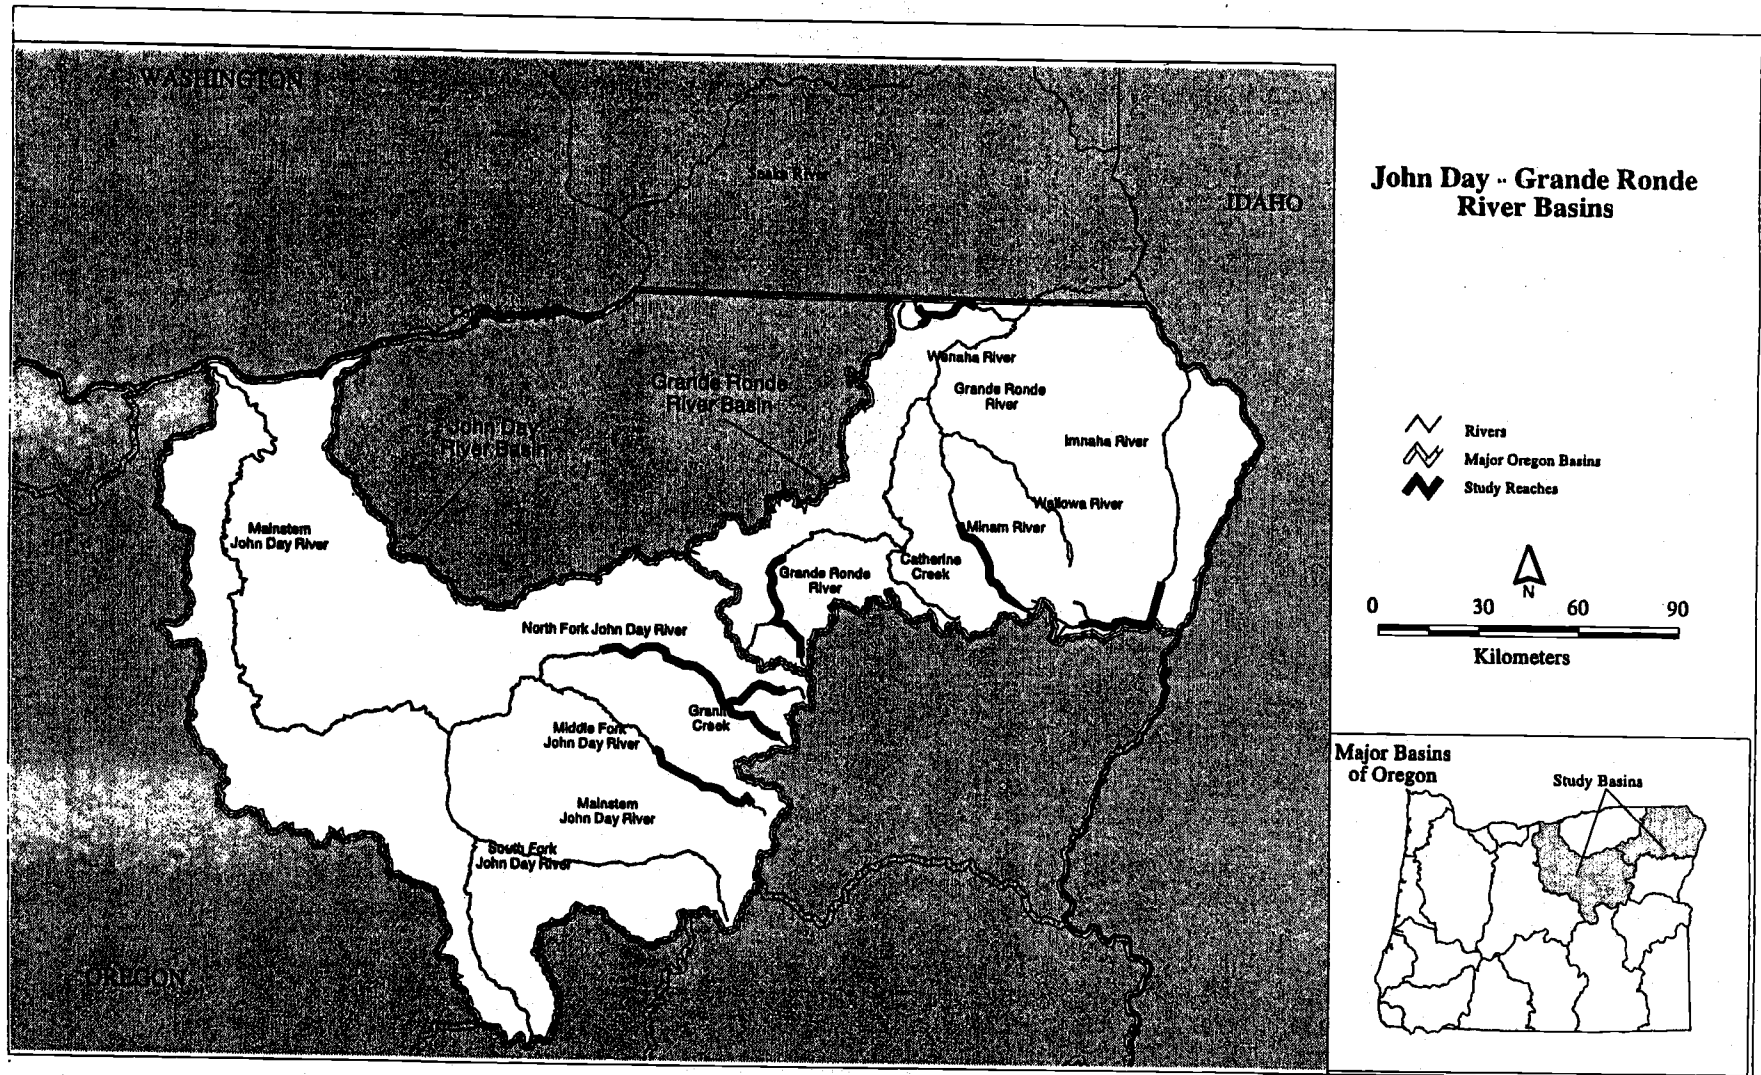 WASHINGTON
Snake River
IDAHO
John Day - Grande Ronde
River Basins
Wenaha River
Grande Ronde
River Basin
Grande Ronde
River
John Day
River Basin
Imnaha River
Rivers
Major Oregon Basins
Study Reaches
Wallowa River
Minam River
Mainstem
John Day River
Catherine
Creek
Grande Ronde
River
N
0 30 60 90
Kilometers
North Fork John Day River
Granite
Creek
Middle Fork
John Day River
Mainstem
John Day River
South Fork
John Day River
OREGON
Major Basins
of Oregon
Study Basins